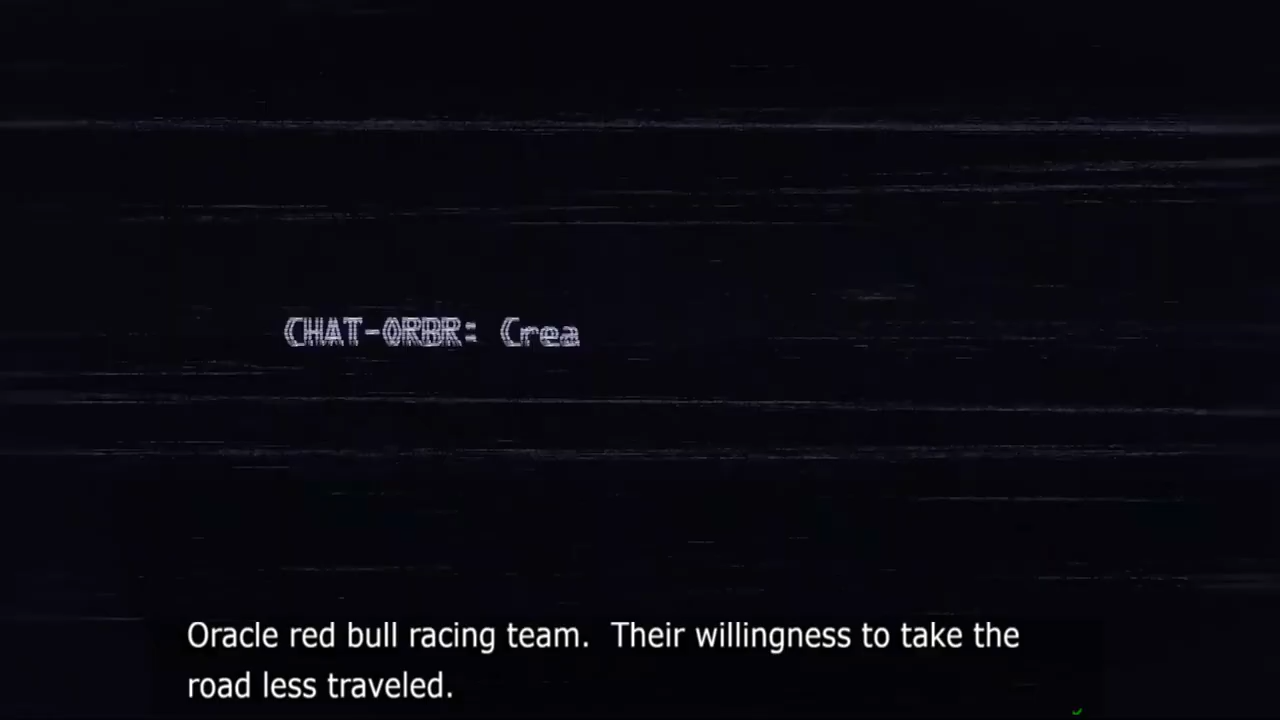 CHAT-ORBR: Crea
Oracle red bull racing team.  Their willingness to take the
road less traveled.